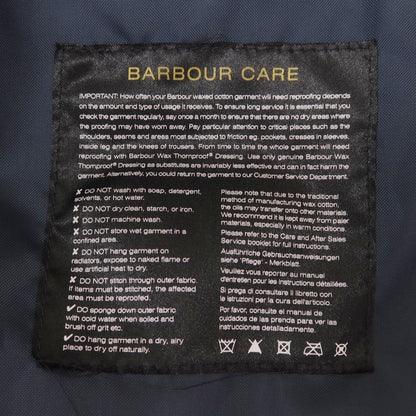 BARBOUR CARE
IMPORTANT: How often your Barbour waxed cotton garment will need reproofing depends
on the amount and type of usage it receives. To ensure long service it is essential that you
check the garment regularly, say once a month to ensure that there are no dry areas where
the proofing may have worn away. Pay particular attention to critical places such as the
shoulders, seams and areas most subjected to friction eg. pockets, creases in sleeves,
inside leg and the knees of trousers. From time to time the whole garment will need
reproofing with Barbour Wax Thornproof® Dressing. Use only genuine Barbour Wax
Thornproof® Dressing as substitutes are invariably less effective and can in fact harm the
garment. Alternatively, you could return the garment to our Customer Service Department.
✗ DO NOT wash with soap, detergent,
solvents, or hot water.
✗ DO NOT dry clean, starch, or iron.
✗ DO NOT machine wash.
✗ DO NOT store wet garment in a
confined area.
✗ DO NOT hang garment on
radiators, expose to naked flame or
use artificial heat to dry.
✗ DO NOT stitch through outer fabric.
If items must be stitched, the affected
area must be reproofed.
✓ DO sponge down outer fabric
with cold water when soiled and
brush off grit etc.
✓ DO hang garment in a dry, airy
place to dry off naturally.
Please note that due to the traditional
method of manufacturing wax cotton,
the oils may transfer onto other materials.
We recommend it is kept away from paler
materials, especially in warm conditions.
Please refer to the Care and After Sales
Service booklet for full instructions.
Ausführliche Gebrauchsanweisungen
siehe "Pflege" - Merkblatt.
Veuillez vous reporter au manuel
d'entretien pour les instructions détaillées.
Si prega di consultare il libretto con
le istruzioni per la cura dell'articolo.
Por favor, consulte el manual de
cuidados de las prenda para ver las
instrucciones detalladamente.